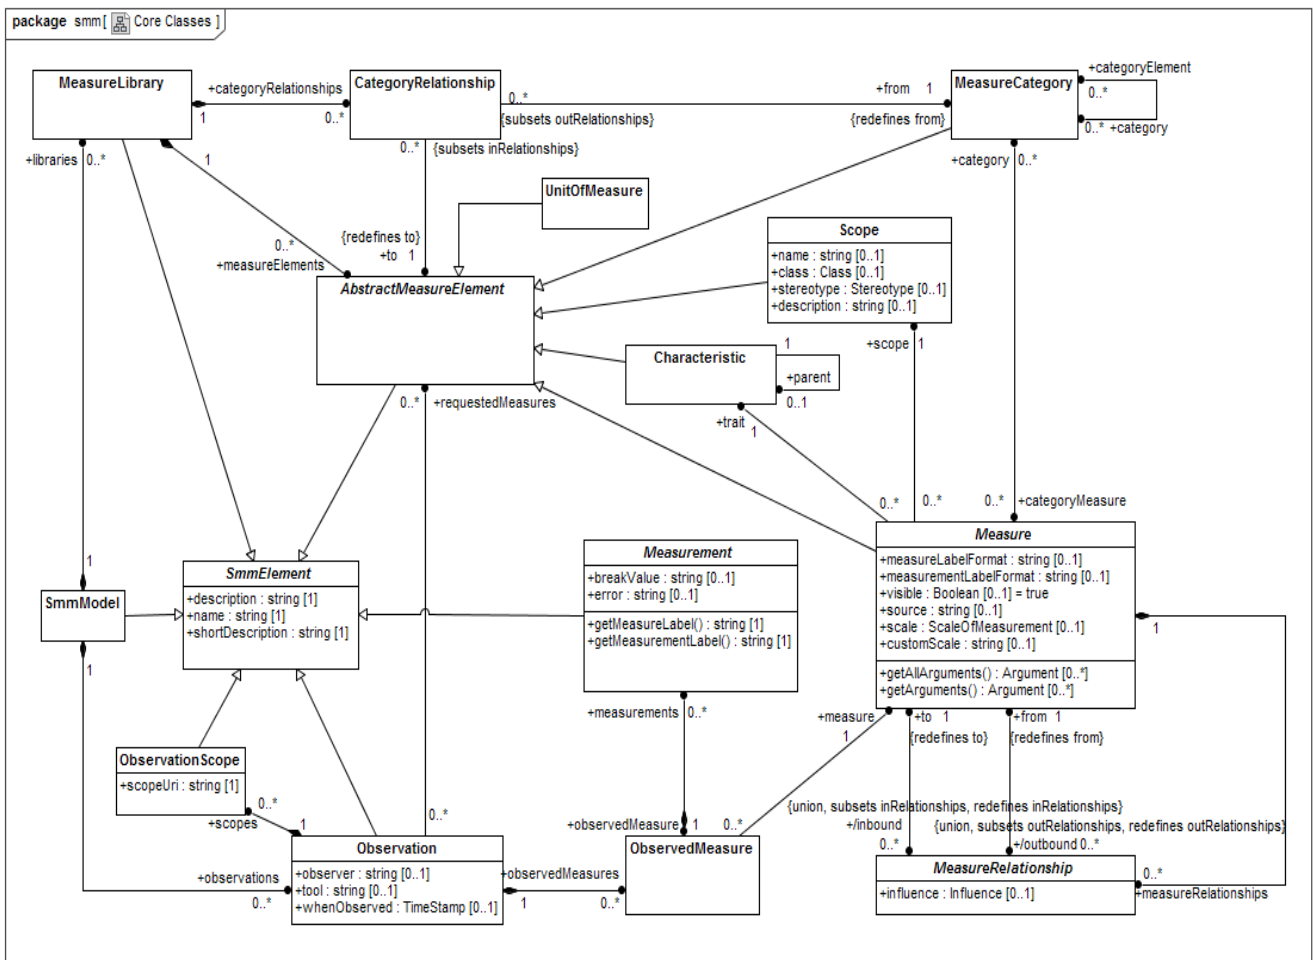 package smm[ Core Classes ]
MeasureLibrary
+categoryRelationships
1
0..*
CategoryRelationship
0..*
{subsets outRelationships}
+from 1
{redefines from}
MeasureCategory
+categoryElement
0..*
0..* +category
+libraries 0..*
1
0..* {subsets inRelationships}
+category 0..*
UnitOfMeasure
{redefines to}
+to 1
0..*
+measureElements
AbstractMeasureElement
Scope
+name : string [0..1]
+class : Class [0..1]
+stereotype : Stereotype [0..1]
+description : string [0..1]
+scope 1
Characteristic
1
+parent
0..1
+trait
1
0..* +requestedMeasures
0..*
0..*
0..* +categoryMeasure
Measure
+measureLabelFormat : string [0..1]
+measurementLabelFormat : string [0..1]
+visible : Boolean [0..1] = true
+source : string [0..1]
+scale : ScaleOfMeasurement [0..1]
+customScale : string [0..1]
+getAllArguments() : Argument [0..*]
+getArguments() : Argument [0..*]
1
Measurement
+breakValue : string [0..1]
+error : string [0..1]
+getMeasureLabel() : string [1]
+getMeasurementLabel() : string [1]
SmmElement
+description : string [1]
+name : string [1]
+shortDescription : string [1]
1
SmmModel
1
+measurements 0..*
+measure
1
+to 1
{redefines to}
+from 1
{redefines from}
ObservationScope
+scopeUri : string [1]
0..*
+scopes
1
0..*
+observedMeasure 1
0..*
{union, subsets inRelationships, redefines inRelationships}
+/inbound
0..*
{union, subsets outRelationships, redefines outRelationships}
+/outbound 0..*
Observation
+observer : string [0..1]
+tool : string [0..1]
+whenObserved : TimeStamp [0..1]
+observations
0..*
+observedMeasures
1
0..*
ObservedMeasure
MeasureRelationship
+influence : Influence [0..1]
0..*
+measureRelationships